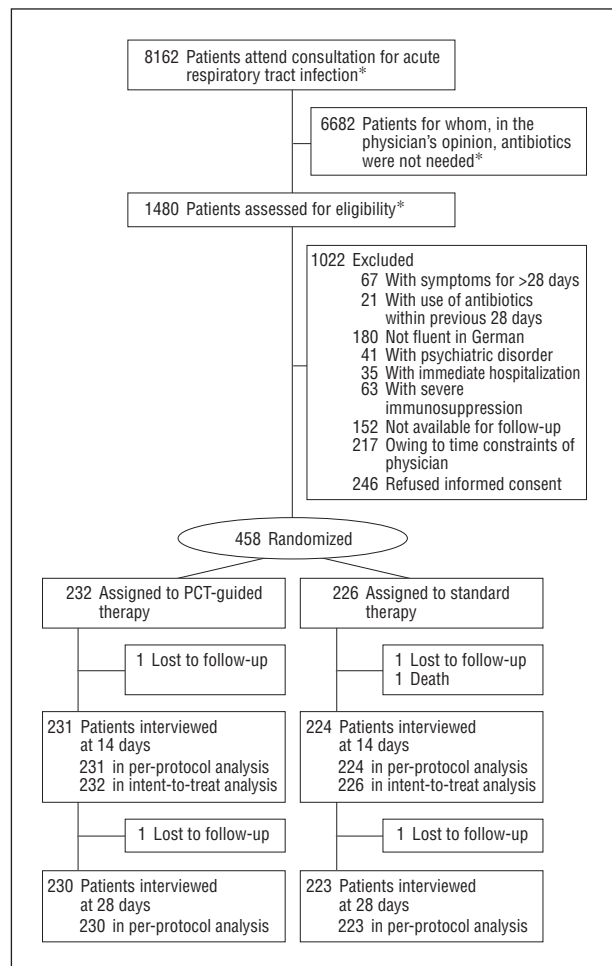 8162 Patients attend consultation for acute
respiratory tract infection*
6682 Patients for whom, in the
physician's opinion, antibiotics
were not needed*
1480 Patients assessed for eligibility*
1022 Excluded
67 With symptoms for >28 days
21 With use of antibiotics
within previous 28 days
180 Not fluent in German
41 With psychiatric disorder
35 With immediate hospitalization
63 With severe
immunosuppression
152 Not available for follow-up
217 Owing to time constraints of
physician
246 Refused informed consent
458 Randomized
232 Assigned to PCT-guided
therapy
226 Assigned to standard
therapy
1 Lost to follow-up
1 Lost to follow-up
1 Death
231 Patients interviewed
at 14 days
231 in per-protocol analysis
232 in intent-to-treat analysis
224 Patients interviewed
at 14 days
224 in per-protocol analysis
226 in intent-to-treat analysis
1 Lost to follow-up
1 Lost to follow-up
230 Patients interviewed
at 28 days
230 in per-protocol analysis
223 Patients interviewed
at 28 days
223 in per-protocol analysis